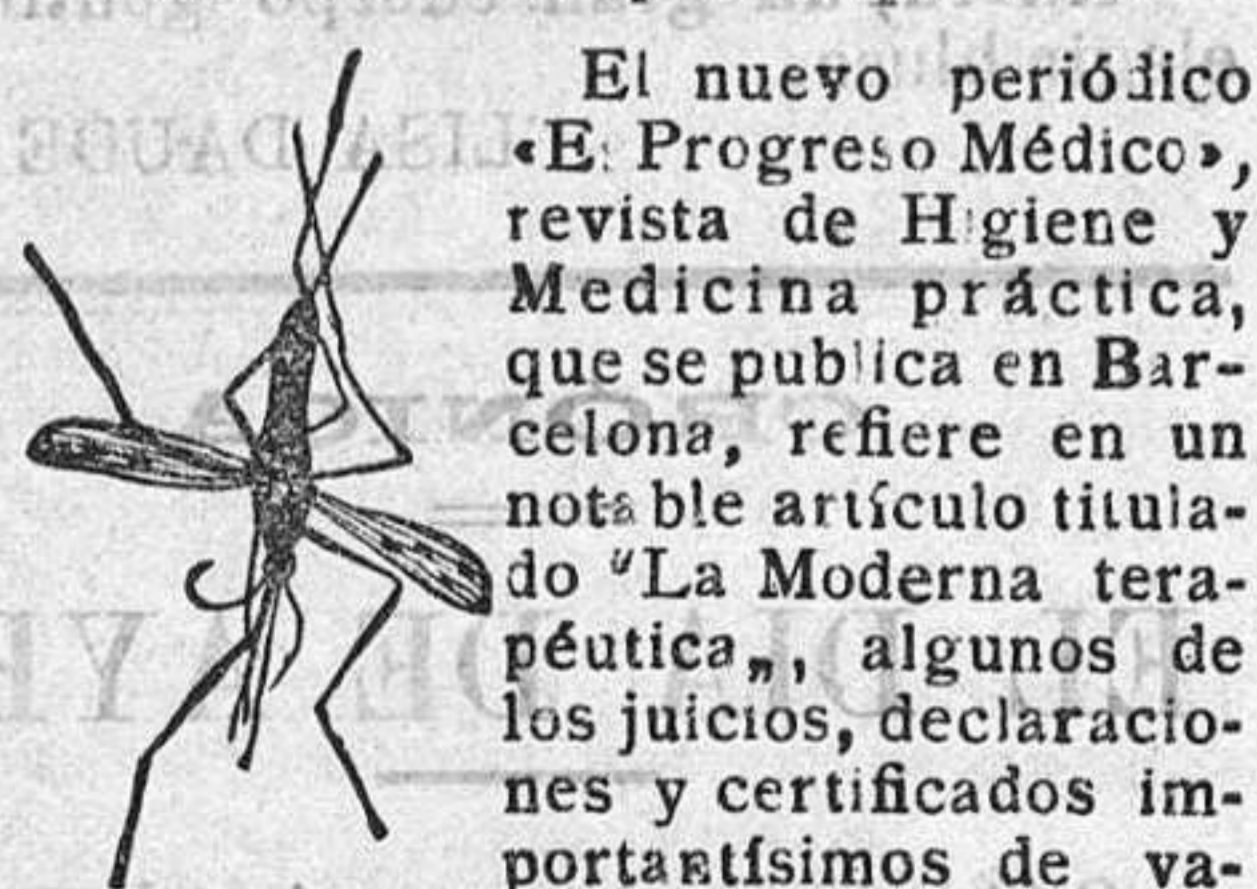 El nuevo periódico
«El Progreso Médico»,
revista de Higiene y
Medicina práctica,
que se publica en Bar-
celona, refiere en un
notable artículo titula-
do “La Moderna tera-
péutica„, algunos de
los juicios, declaracio-
nes y certificados im-
portantísimos de va-